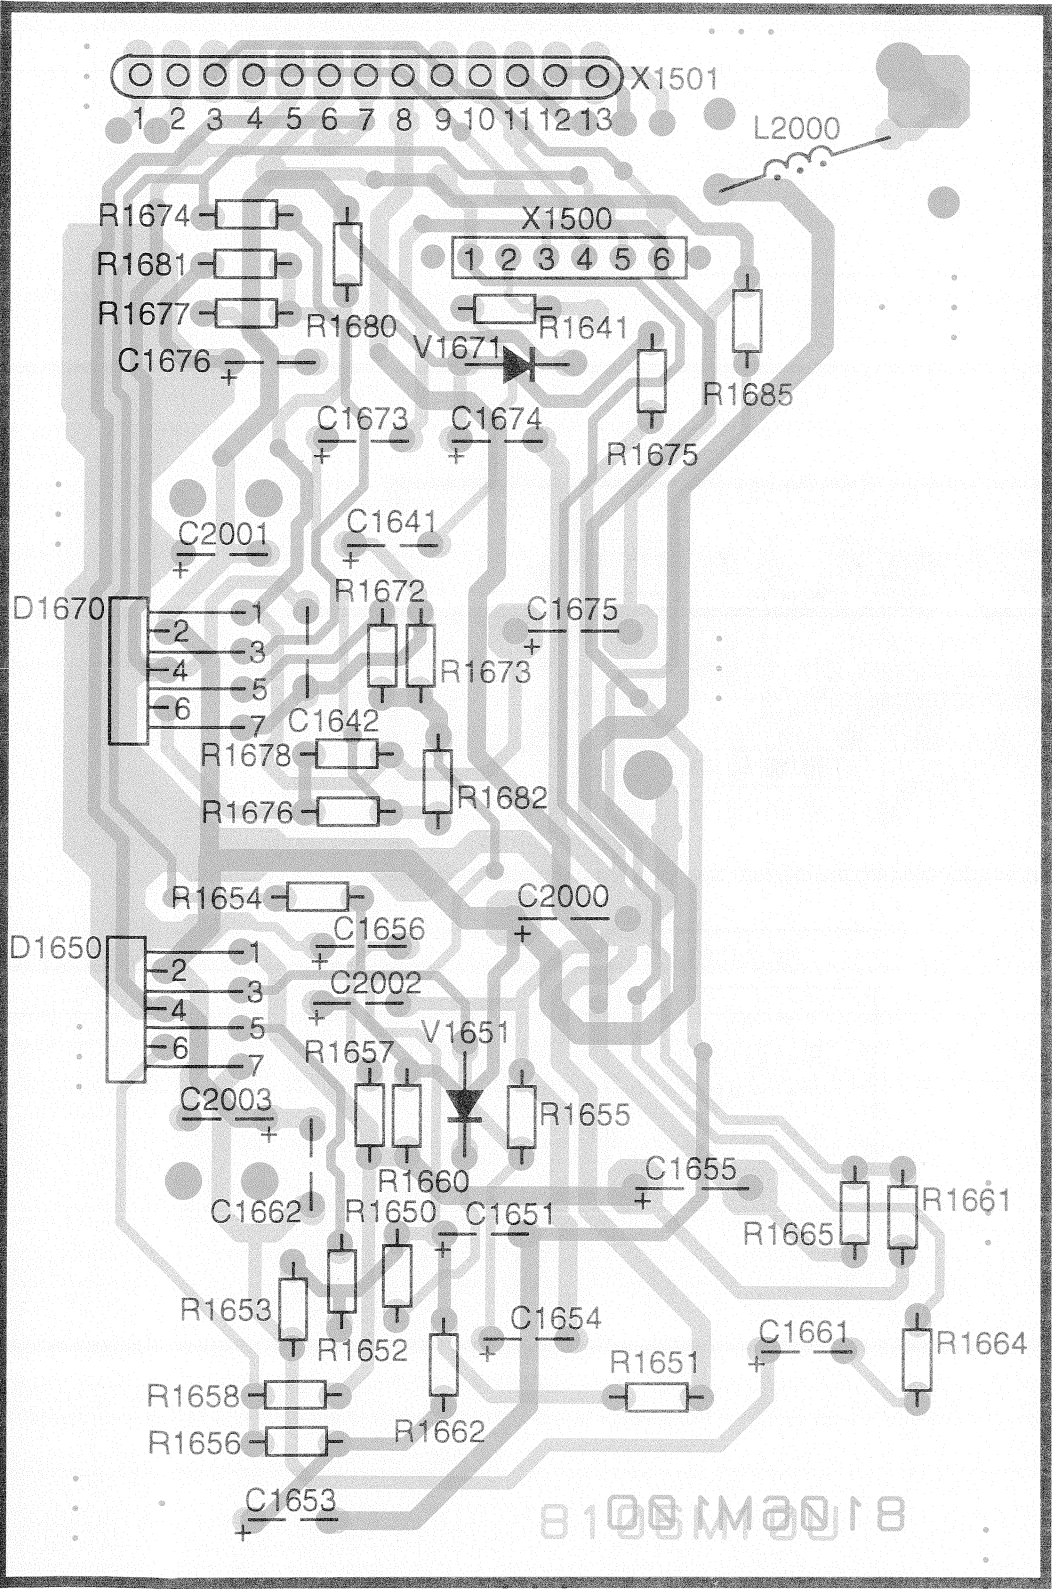 X1501
1 2 3 4 5 6 7 8 9 10 11 12 13
L2000
R1674
X1500
1 2 3 4 5 6
R1681
R1677
R1680
R1641
V1671
C1676
+
R1685
C1673
+
C1674
+
R1675
C2001
+
C1641
+
R1672
D1670
1
2
3
4
5
6
7
C1675
+
R1673
C1642
R1678
R1676
R1682
R1654
C2000
+
C1656
+
D1650
1
2
3
4
5
6
7
C2002
+
V1651
R1657
C2003
+
R1655
R1660
C1655
+
C1662
R1650
C1651
+
R1665
R1661
R1653
R1652
C1654
+
C1661
+
R1664
R1651
R1658
R1662
R1656
C1653
+